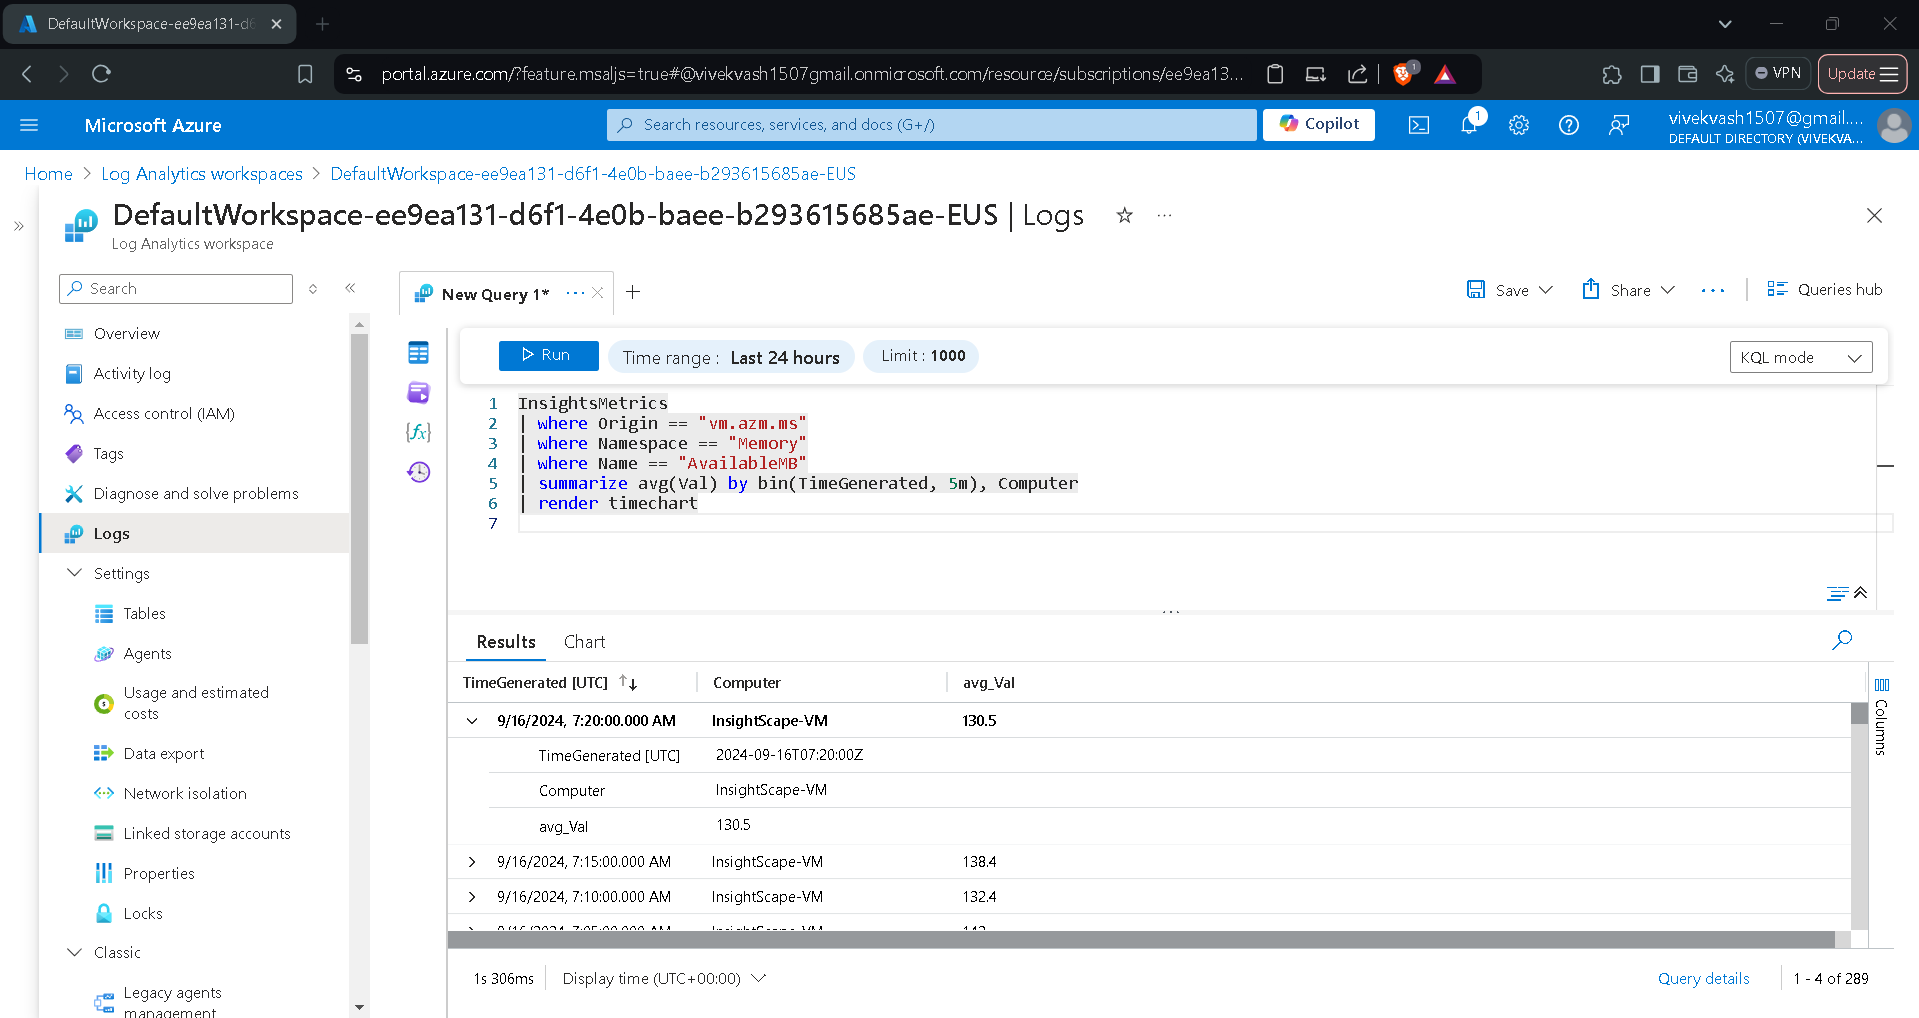 DefaultWorkspace-ee9ea131-d6
portal.azure.com/?feature.msaljs=true#@vivekvash1507gmail.onmicrosoft.com/resource/subscriptions/ee9ea13...
1
VPN
Update
Microsoft Azure
Search resources, services, and docs (G+/)
Copilot
1
vivekvash1507@gmail....
DEFAULT DIRECTORY (VIVEKVA...
Home > Log Analytics workspaces > DefaultWorkspace-ee9ea131-d6f1-4e0b-baee-b293615685ae-EUS
DefaultWorkspace-ee9ea131-d6f1-4e0b-baee-b293615685ae-EUS | Logs
Log Analytics workspace
Search
Overview
Activity log
Access control (IAM)
Tags
Diagnose and solve problems
Logs
Settings
Tables
Agents
Usage and estimated
costs
Data export
Network isolation
Linked storage accounts
Properties
Locks
Classic
Legacy agents
management
New Query 1*
Save
Share
Queries hub
Run
Time range : Last 24 hours
Limit : 1000
KQL mode
1 InsightsMetrics
2 | where Origin == "vm.azm.ms"
3 | where Namespace == "Memory"
4 | where Name == "AvailableMB"
5 | summarize avg(Val) by bin(TimeGenerated, 5m), Computer
6 | render timechart
7
Results Chart
TimeGenerated [UTC] Computer avg_Val
9/16/2024, 7:20:00.000 AM InsightScape-VM 130.5
TimeGenerated [UTC] 2024-09-16T07:20:00Z
Computer InsightScape-VM
avg_Val 130.5
9/16/2024, 7:15:00.000 AM InsightScape-VM 138.4
9/16/2024, 7:10:00.000 AM InsightScape-VM 132.4
Columns
1s 306ms
Display time (UTC+00:00)
Query details
1 - 4 of 289